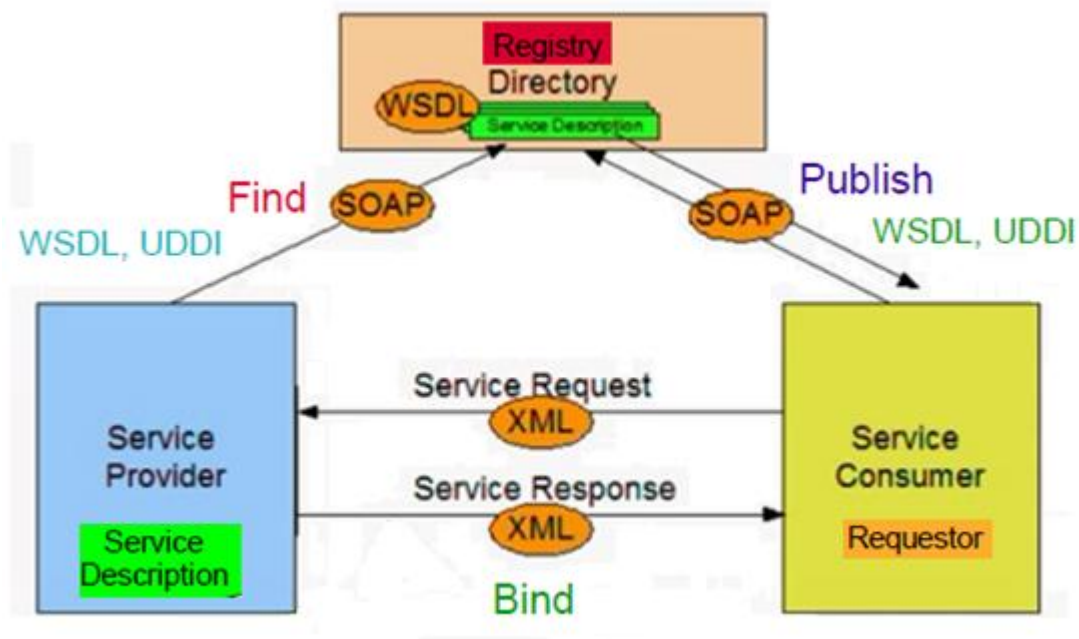 Registry
Directory
WSDL
Service Description
Find
SOAP
SOAP
Publish
WSDL, UDDI
WSDL, UDDI
Service Request
XML
Service
Provider
Service
Consumer
Service Response
XML
Service
Description
Requestor
Bind